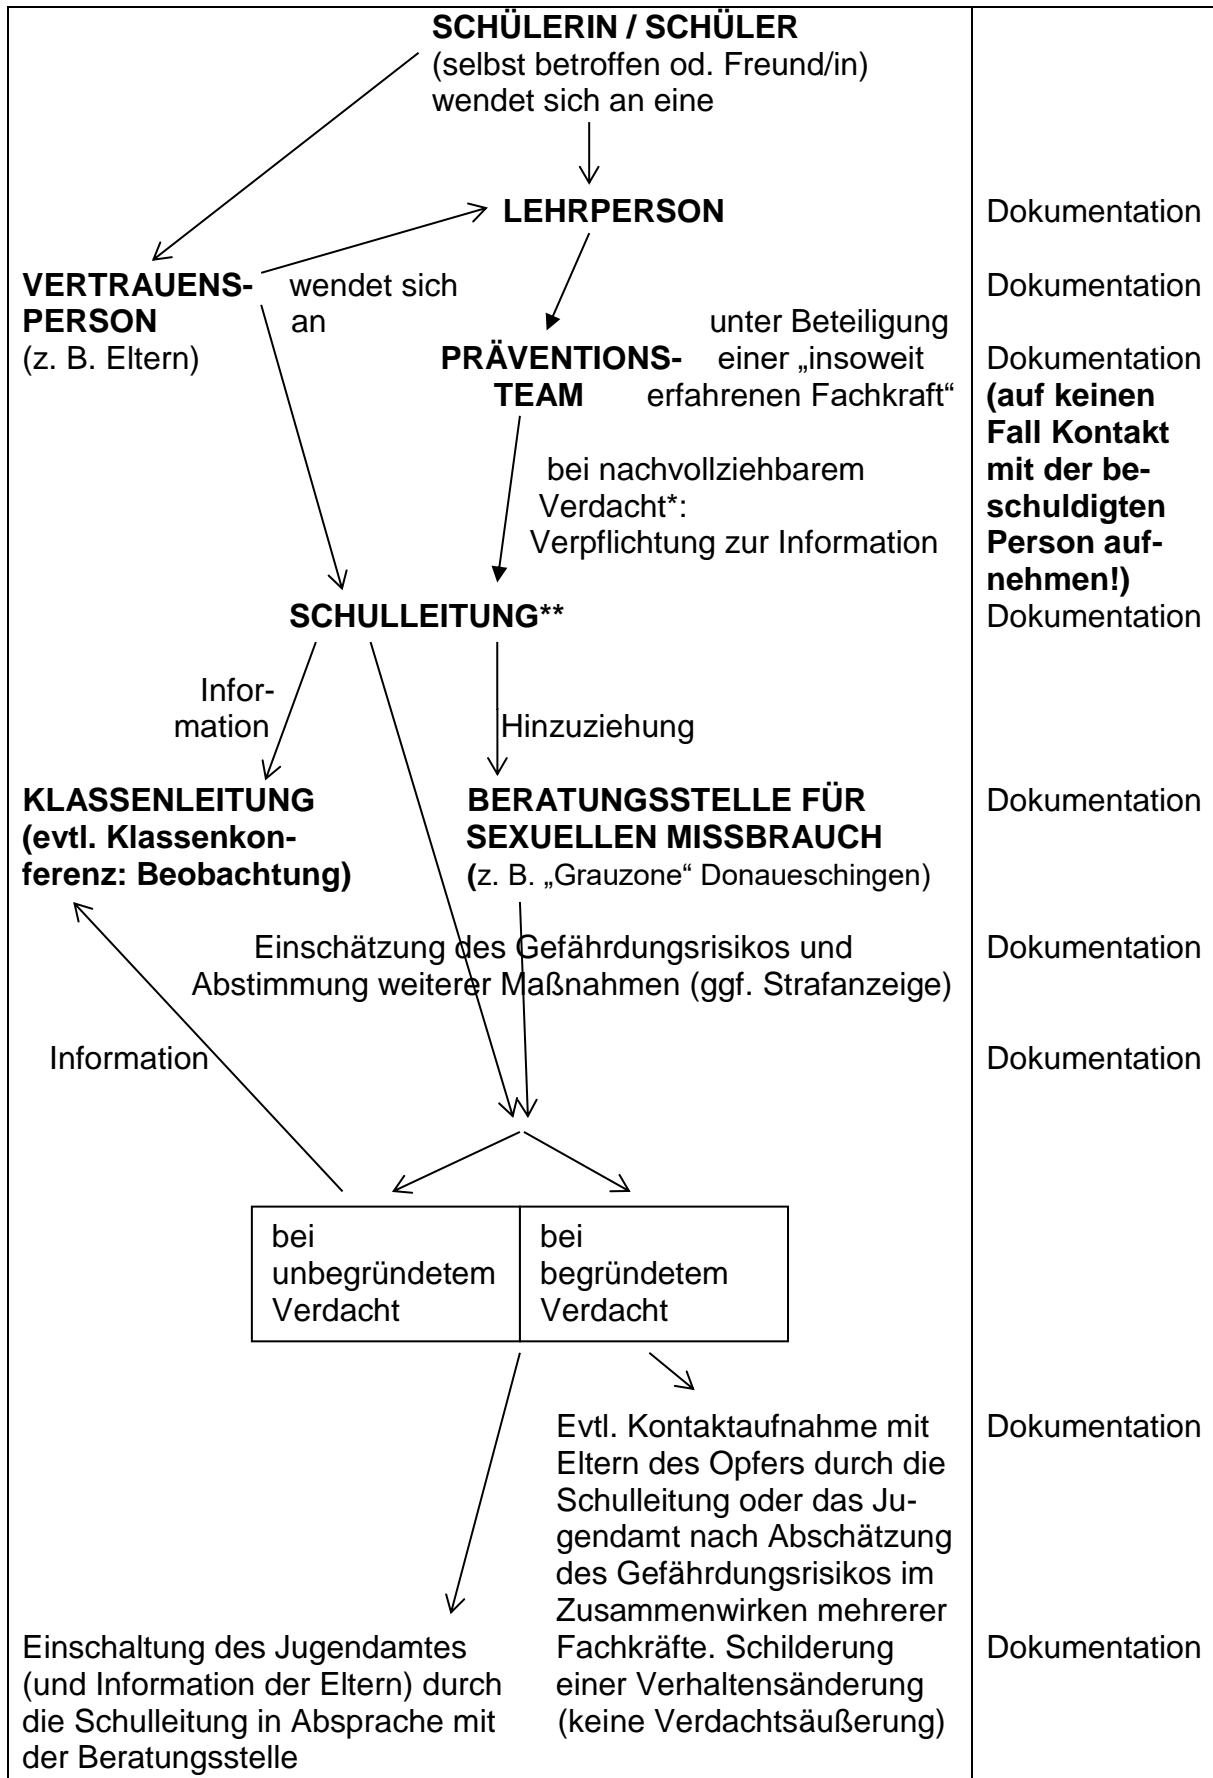 SCHÜLERIN / SCHÜLER
(selbst betroffen od. Freund/in)
wendet sich an eine
LEHRPERSON
Dokumentation
VERTRAUENS-
PERSON
(z. B. Eltern)
wendet sich
an
Dokumentation
PRÄVENTIONS-
TEAM
unter Beteiligung
einer „insoweit
erfahrenen Fachkraft“
Dokumentation
(auf keinen
Fall Kontakt
mit der be-
schuldigten
Person auf-
nehmen!)
bei nachvollziehbarem
Verdacht*:
Verpflichtung zur Information
SCHULLEITUNG**
Dokumentation
Infor-
mation
Hinzuziehung
KLASSENLEITUNG
(evtl. Klassenkon-
ferenz: Beobachtung)
BERATUNGSSTELLE FÜR
SEXUELLEN MISSBRAUCH
(z. B. „Grauzone“ Donaueschingen)
Dokumentation
Einschätzung des Gefährdungsrisikos und
Abstimmung weiterer Maßnahmen (ggf. Strafanzeige)
Dokumentation
Information
Dokumentation
bei
unbegründetem
Verdacht
bei
begründetem
Verdacht
Evtl. Kontaktaufnahme mit
Eltern des Opfers durch die
Schulleitung oder das Ju-
gendamt nach Abschätzung
des Gefährdungsrisikos im
Zusammenwirken mehrerer
Fachkräfte. Schilderung
einer Verhaltensänderung
(keine Verdachtsäußerung)
Dokumentation
Einschaltung des Jugendamtes
(und Information der Eltern) durch
die Schulleitung in Absprache mit
der Beratungsstelle
Dokumentation